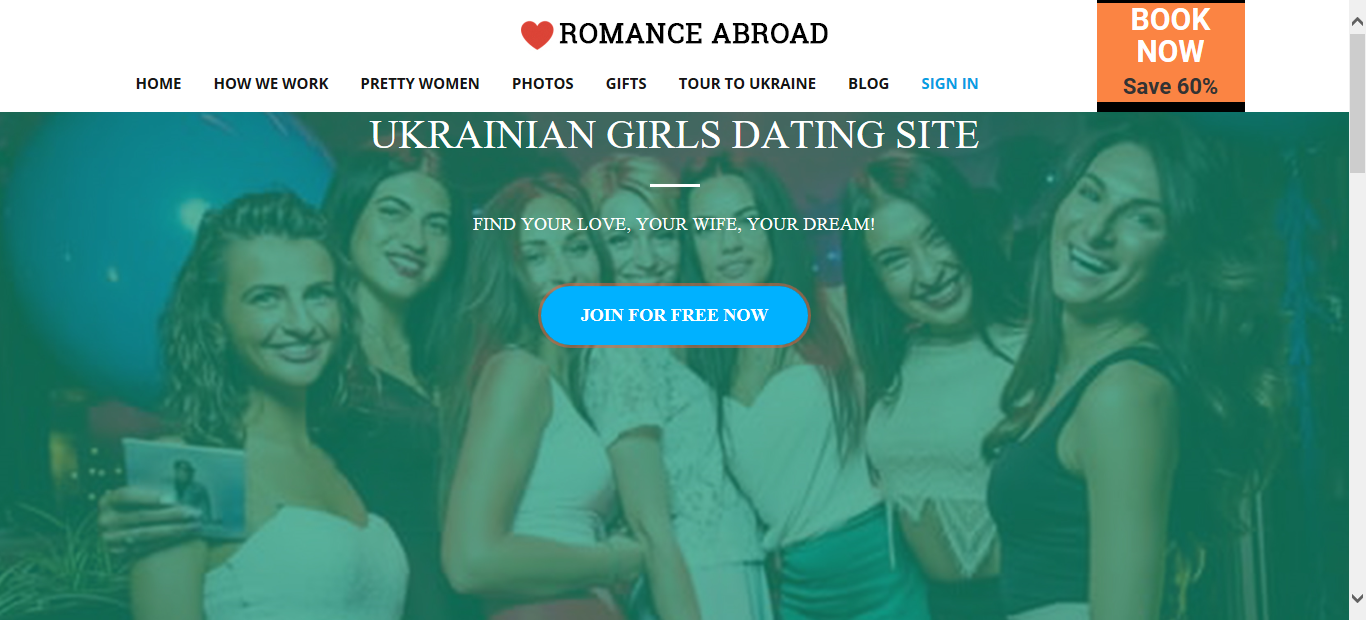 ROMANCE ABROAD
BOOK
NOW
Save 60%
HOME HOW WE WORK PRETTY WOMEN PHOTOS GIFTS TOUR TO UKRAINE BLOG SIGN IN
UKRAINIAN GIRLS DATING SITE
FIND YOUR LOVE, YOUR WIFE, YOUR DREAM!
JOIN FOR FREE NOW